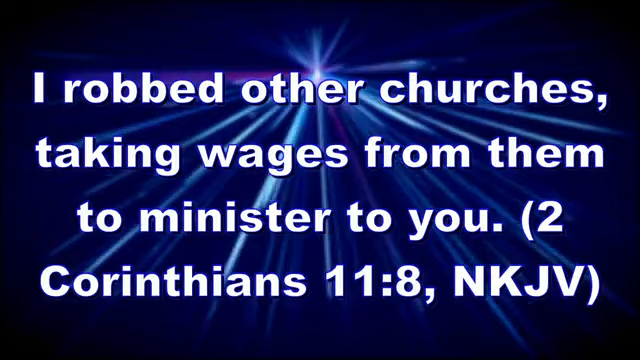 I robbed other churches,
taking wages from them
to minister to you. (2
Corinthians 11:8, NKJV)